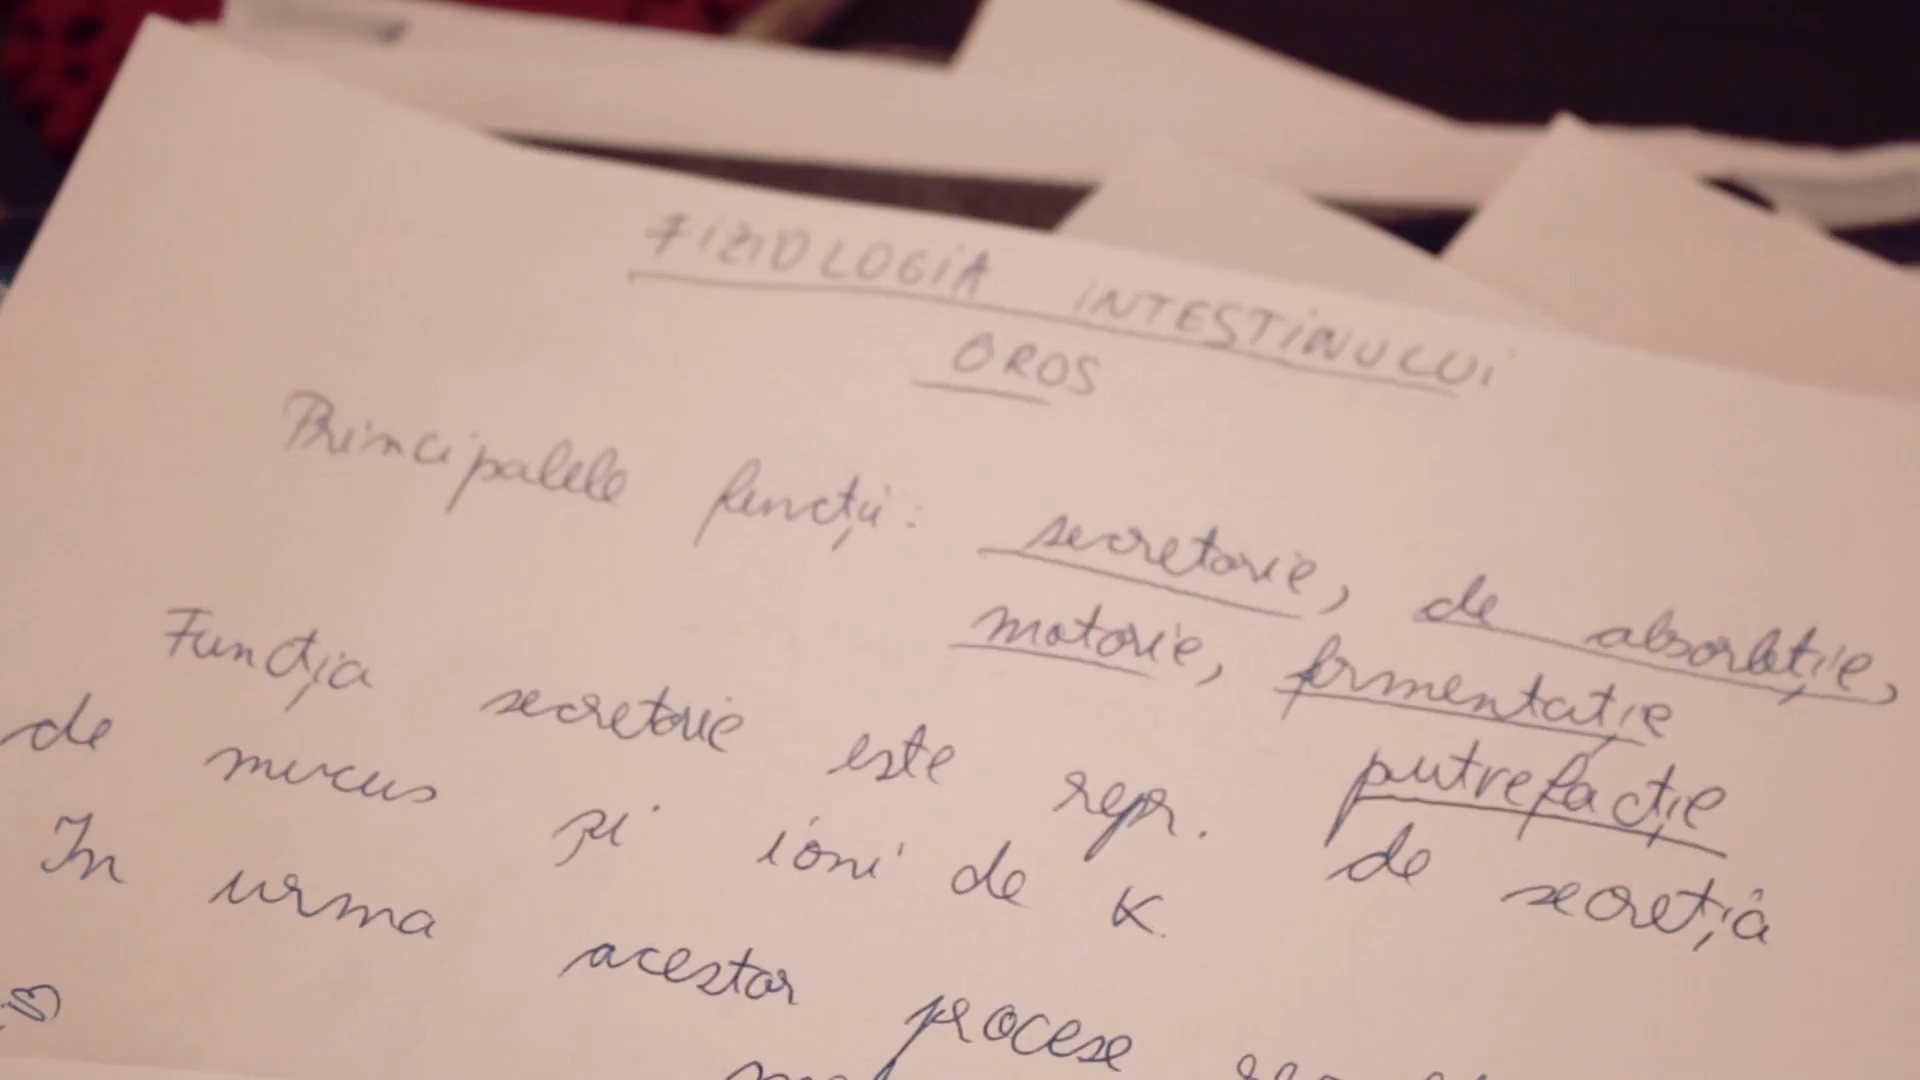 FIZIOLOGIA INTESTINULUI
GROS
Principalele funcții: secretorie, de absorbție,
motorie, fermentație
putrefacție
Funcția secretorie este repr. de secreția
de mucus și ioni de K.
In urma acestor procese